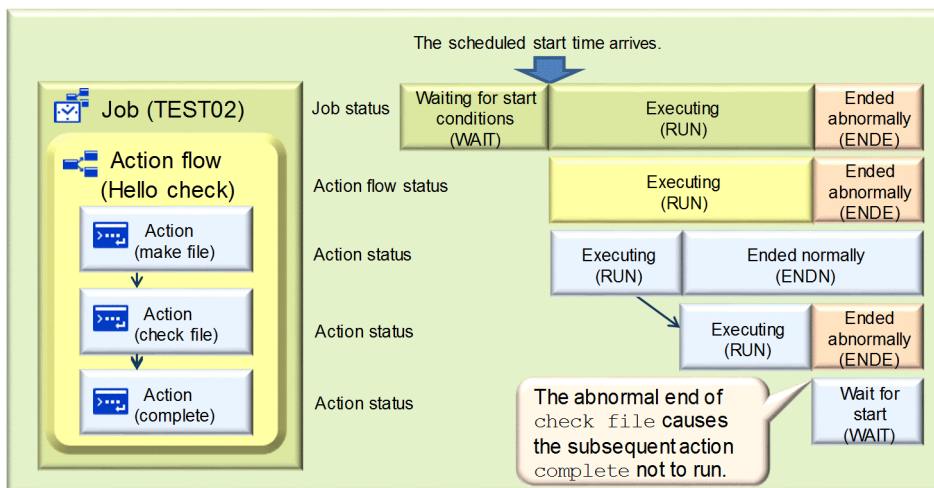 The scheduled start time arrives.
Job (TEST02)
Action flow
(Hello check)
Action
(make file)
Action
(check file)
Action
(complete)
Job status
Waiting for start
conditions
(WAIT)
Executing
(RUN)
Ended
abnormally
(ENDE)
Action flow status
Executing
(RUN)
Ended
abnormally
(ENDE)
Action status
Executing
(RUN)
Ended normally
(ENDN)
Action status
Executing
(RUN)
Ended
abnormally
(ENDE)
Action status
The abnormal end of
check file causes
the subsequent action
complete not to run.
Wait for
start
(WAIT)